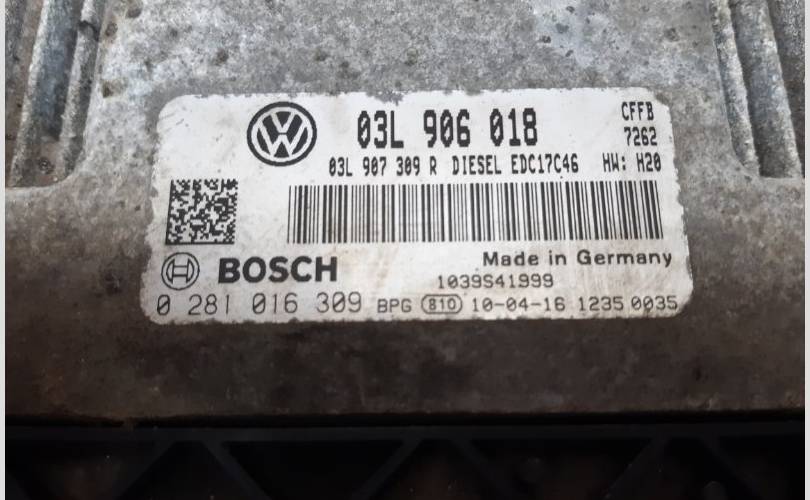 03L 906 018 CFFB
7262
03L 907 309 R DIESEL EDC17C46 HW: H20
Made in Germany
BOSCH 1039S41999
0 281 016 309 BPG 810 10-04-16 1235 0035